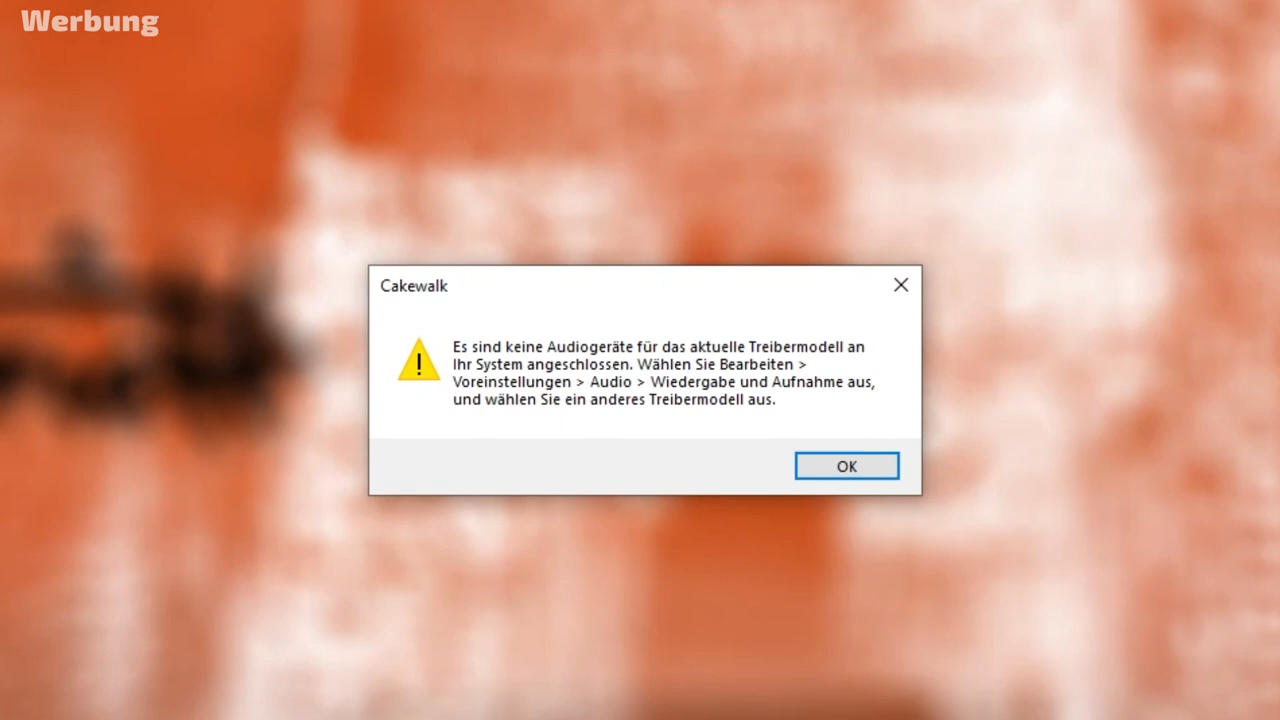 Werbung
Cakewalk
Es sind keine Audiogeräte für das aktuelle Treibermodell an
Ihr System angeschlossen. Wählen Sie Bearbeiten >
Voreinstellungen > Audio > Wiedergabe und Aufnahme aus,
und wählen Sie ein anderes Treibermodell aus.
OK